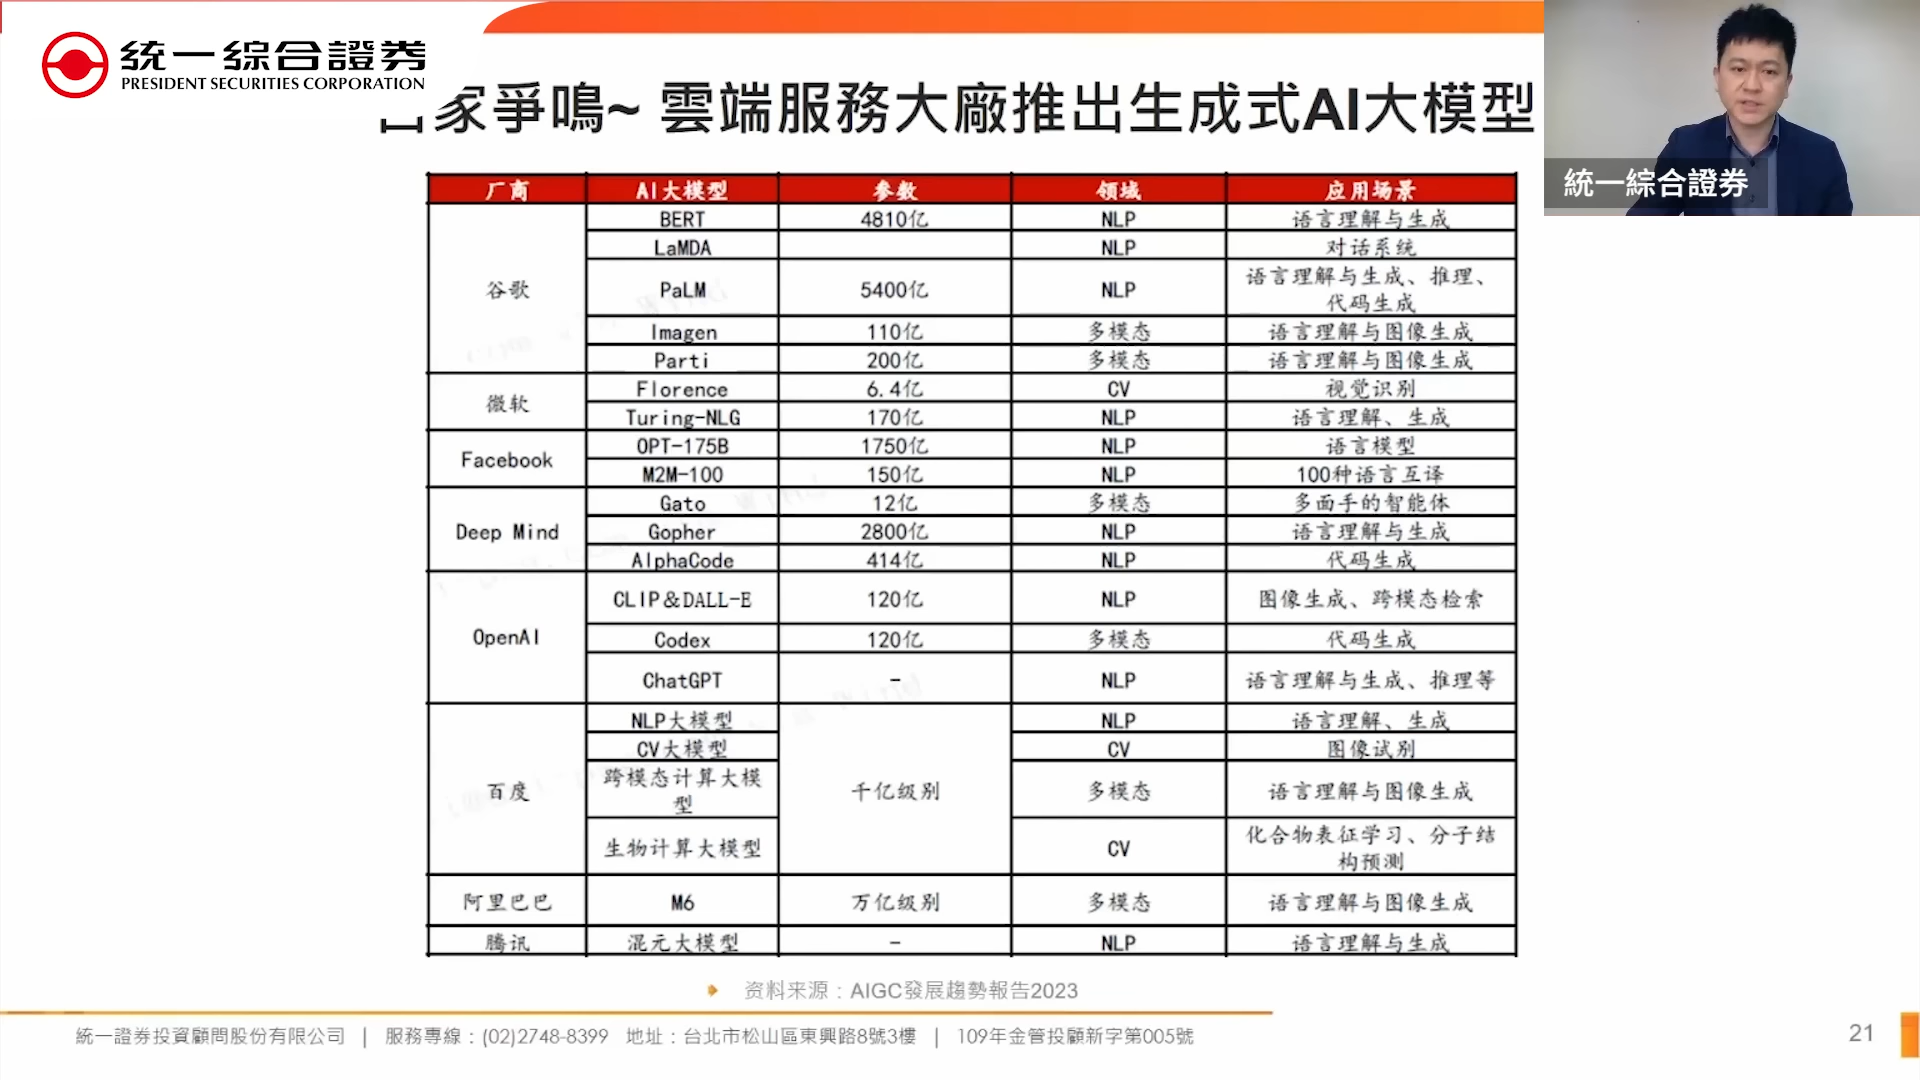 統一綜合證券
PRESIDENT SECURITIES CORPORATION
家爭鳴~ 雲端服務大廠推出生成式AI大模型
統一綜合證券
厂商 AI大模型 参数 领域 应用场景
谷歌 BERT 4810亿 NLP 语言理解与生成
LaMDA NLP 对话系统
PaLM 5400亿 NLP 语言理解与生成、推理、
代码生成
Imagen 110亿 多模态 语言理解与图像生成
Parti 200亿 多模态 语言理解与图像生成
微软 Florence 6.4亿 CV 视觉识别
Turing-NLG 170亿 NLP 语言理解、生成
Facebook OPT-175B 1750亿 NLP 语言模型
M2M-100 150亿 NLP 100种语言互译
Deep Mind Gato 12亿 多模态 多面手的智能体
Gopher 2800亿 NLP 语言理解与生成
AlphaCode 414亿 NLP 代码生成
OpenAI CLIP&DALL-E 120亿 NLP 图像生成、跨模态检索
Codex 120亿 多模态 代码生成
ChatGPT - NLP 语言理解与生成、推理等
百度 NLP大模型 千亿级别 NLP 语言理解、生成
CV大模型 CV 图像试别
跨模态计算大模
型 多模态 语言理解与图像生成
生物计算大模型 CV 化合物表征学习、分子结
构预测
阿里巴巴 M6 万亿级别 多模态 语言理解与图像生成
腾讯 混元大模型 - NLP 语言理解与生成
资料来源：AIGC發展趨勢報告2023
統一證券投資顧問股份有限公司 | 服務專線：(02)2748-8399 地址：台北市松山區東興路8號3樓 | 109年金管投顧新字第005號
21